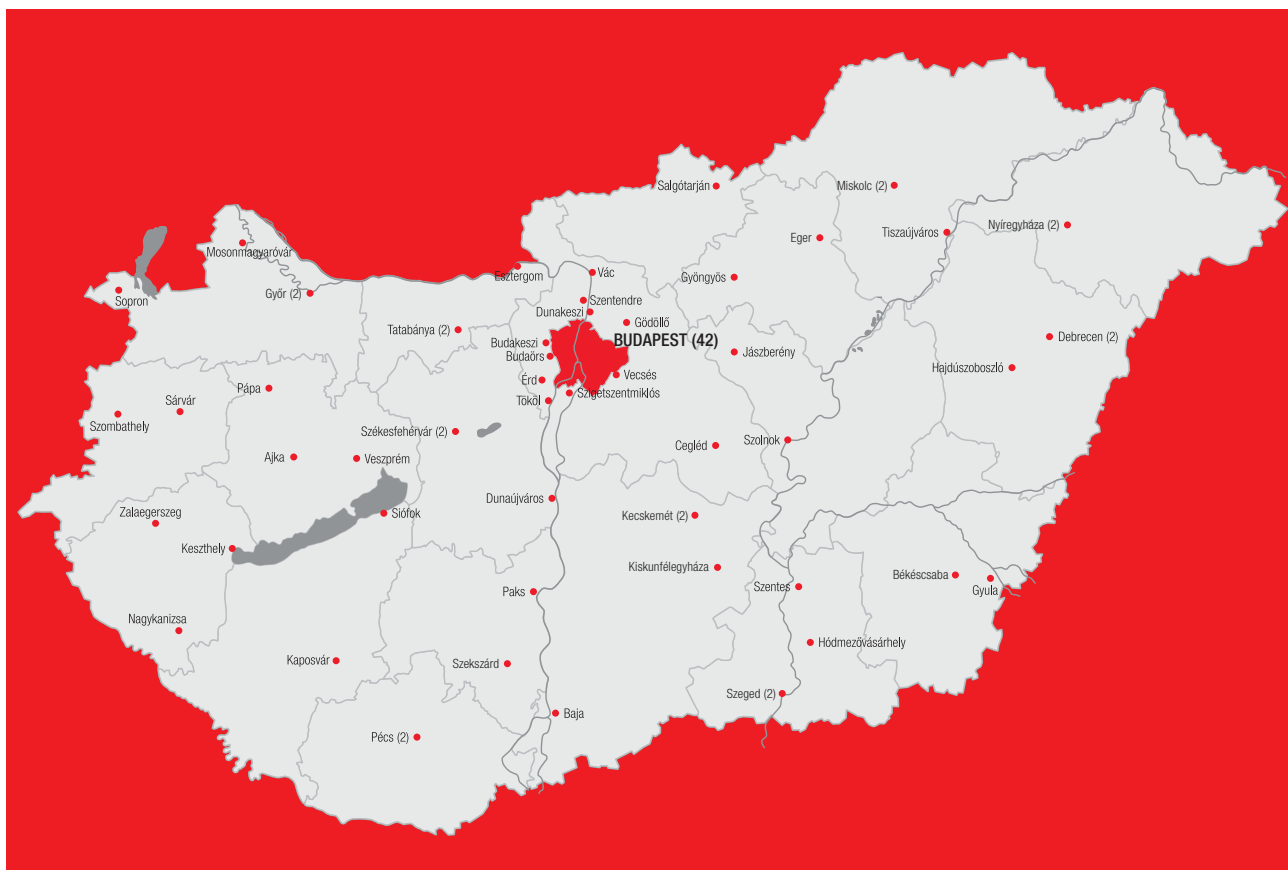 Salgótarján
Miskolc (2)
Nyíregyháza (2)
Tiszaújváros
Eger
Mosonmagyaróvár
Esztergom
Vác
Gyöngyös
Sopron
Győr (2)
Szentendre
Dunakeszi
Gödöllő
Tatabánya (2)
BUDAPEST (42)
Debrecen (2)
Budakeszi
Budaörs
Jászberény
Hajdúszoboszló
Vecsés
Érd
Pápa
Szigetszentmiklós
Tököl
Sárvár
Szombathely
Székesfehérvár (2)
Szolnok
Cegléd
Ajka
Veszprém
Dunaújváros
Siófok
Kecskemét (2)
Zalaegerszeg
Keszthely
Kiskunfélegyháza
Békéscsaba
Gyula
Szentes
Paks
Nagykanizsa
Hódmezővásárhely
Kaposvár
Szekszárd
Szeged (2)
Baja
Pécs (2)